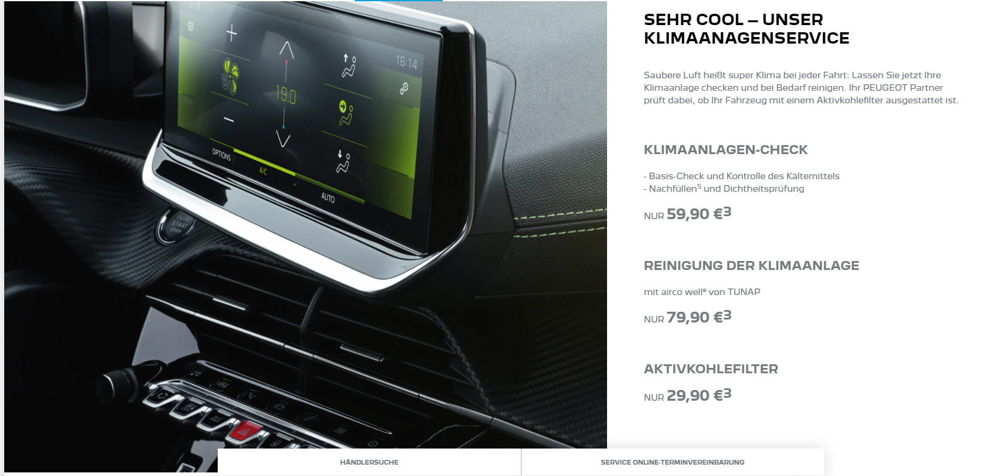 SEHR COOL – UNSER
KLIMAANAGENSERVICE
Saubere Luft heißt super Klima bei jeder Fahrt: Lassen Sie jetzt Ihre
Klimaanlage checken und bei Bedarf reinigen. Ihr PEUGEOT Partner
prüft dabei, ob Ihr Fahrzeug mit einem Aktivkohlefilter ausgestattet ist.
KLIMAANLAGEN-CHECK
- Basis-Check und Kontrolle des Kältemittels
- Nachfüllen⁵ und Dichtheitsprüfung
NUR 59,90 €³
REINIGUNG DER KLIMAANLAGE
mit airco well® von TUNAP
NUR 79,90 €³
AKTIVKOHLEFILTER
NUR 29,90 €³
16:14
19.0
OPTIONS
A/C
AUTO
START
STOP
HÄNDLERSUCHE
SERVICE ONLINE-TERMINVEREINBARUNG